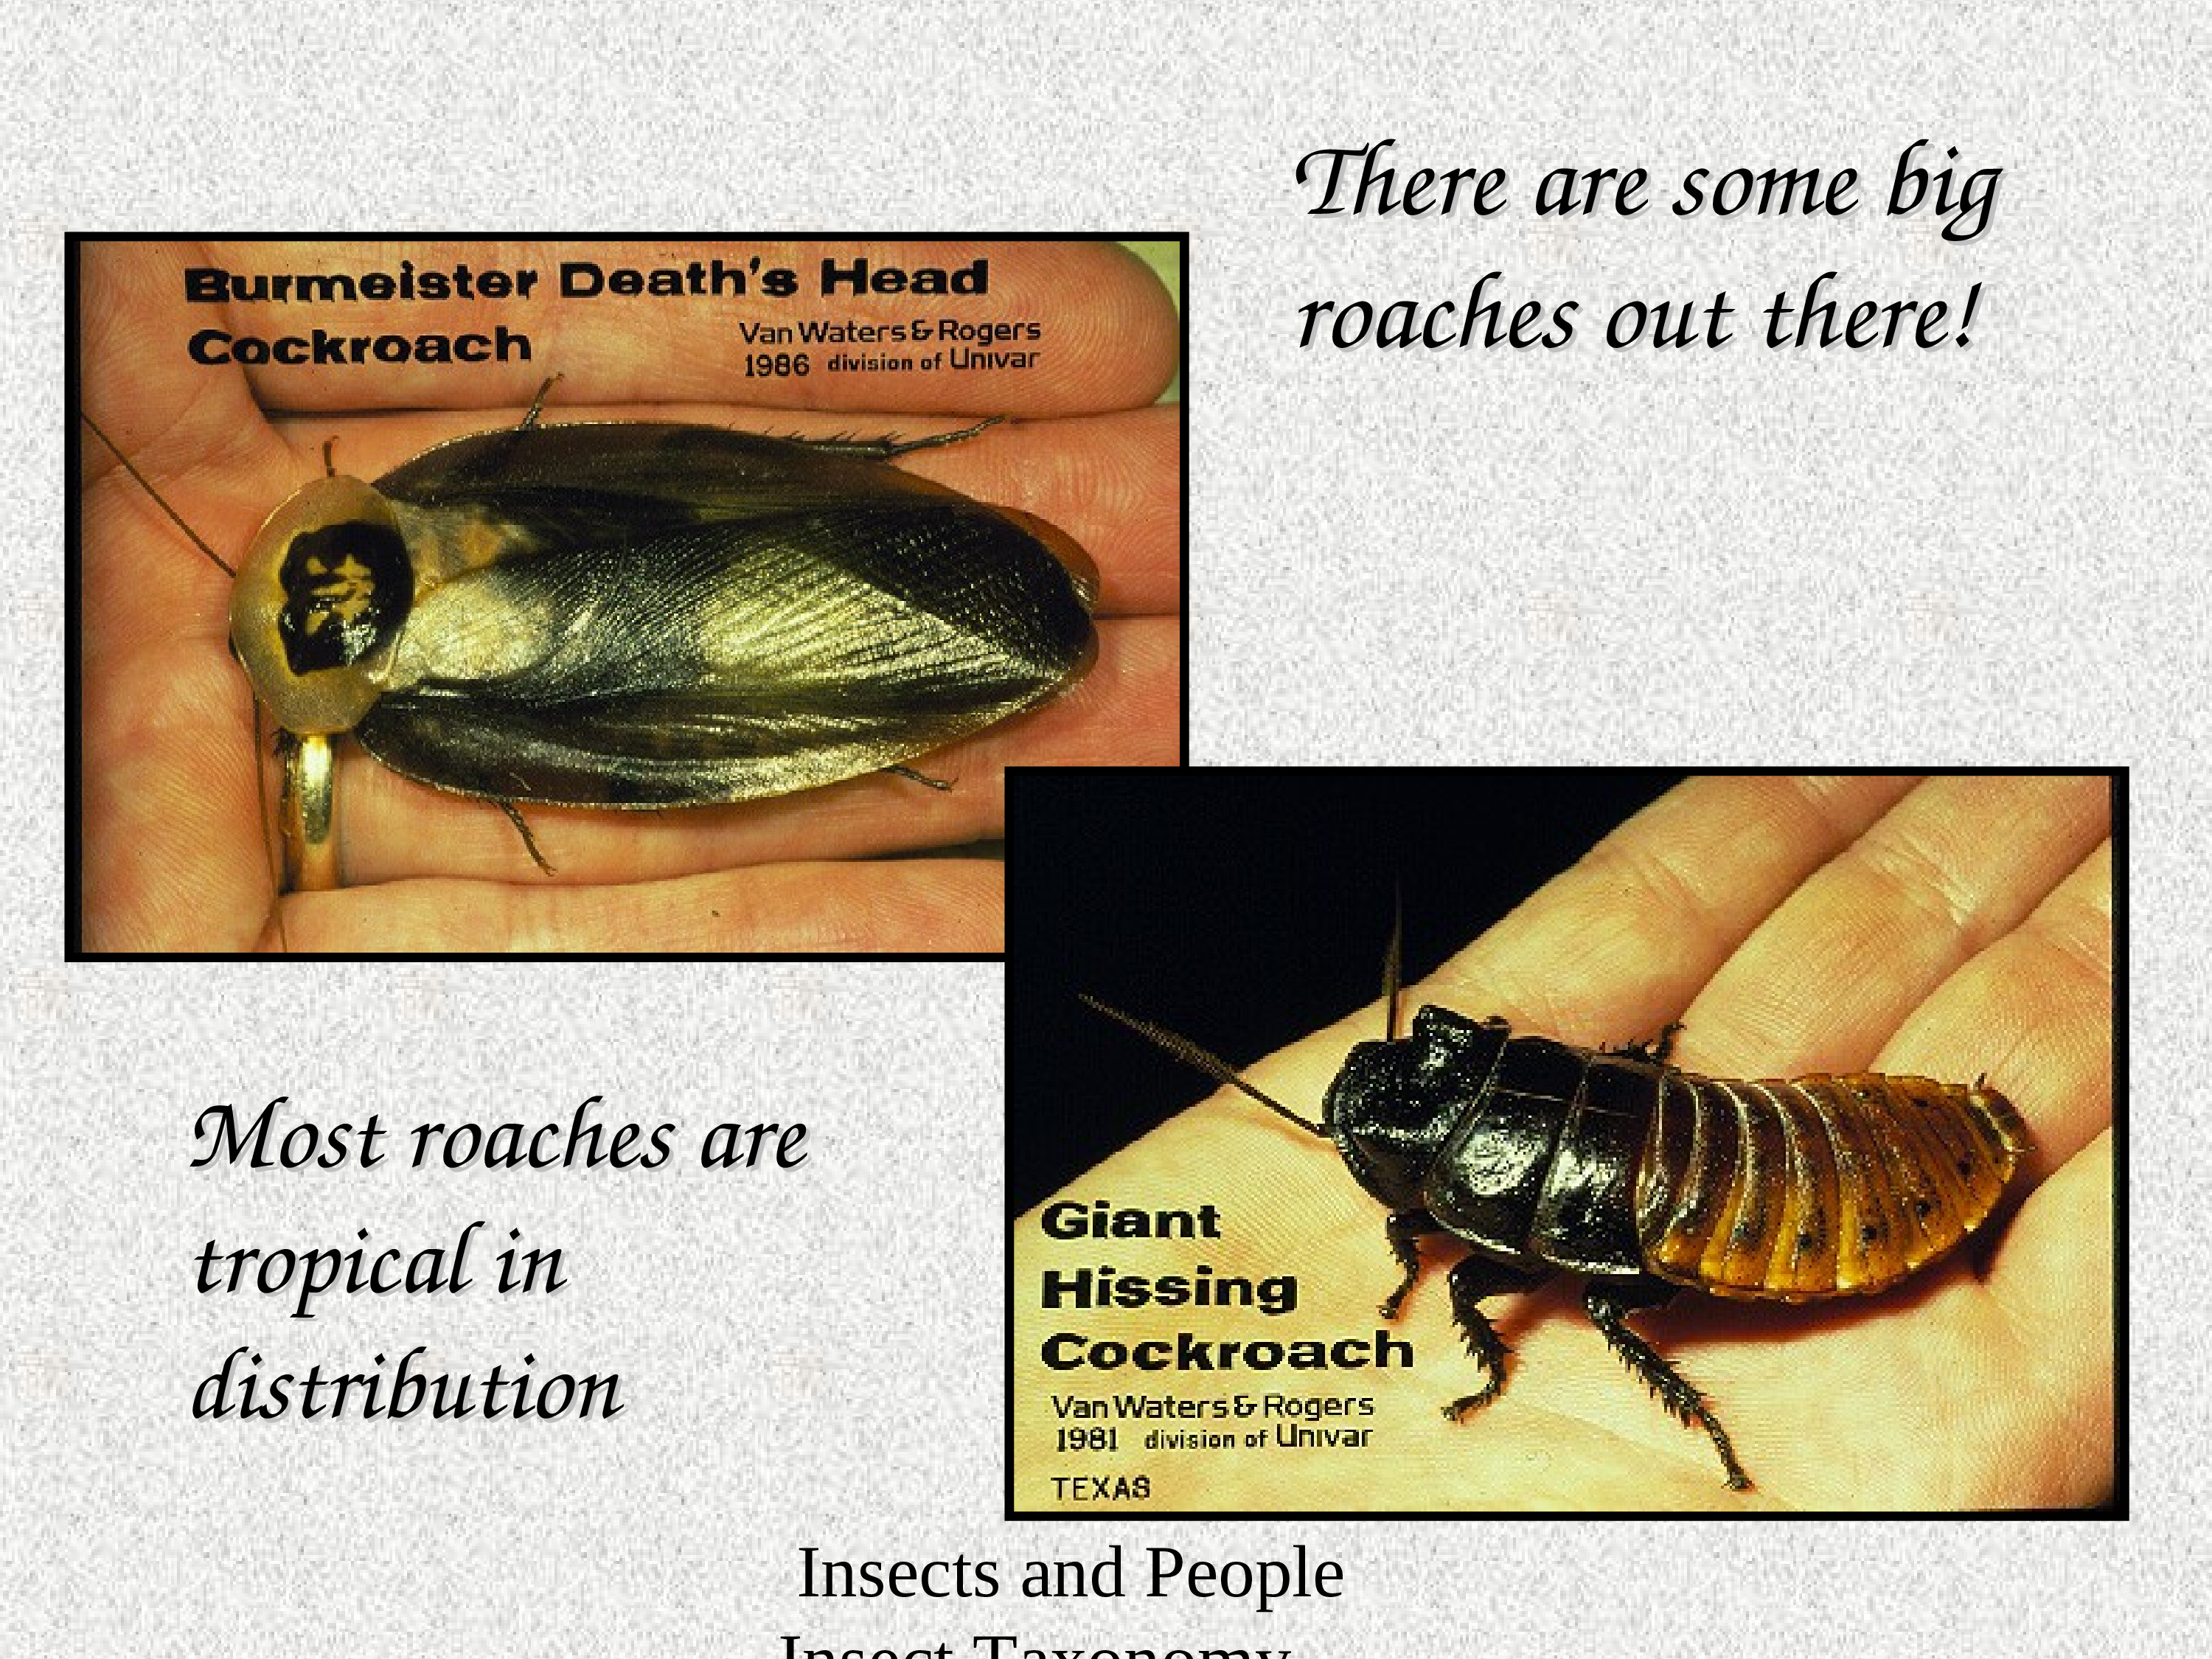 There are some big
roaches out there!
Burmeister Death's Head
Cockroach
Van Waters & Rogers
1986 division of Univar
Most roaches are
tropical in
distribution
Giant
Hissing
Cockroach
Van Waters & Rogers
1981 division of Univar
TEXAS
Insects and People
Insect Taxonomy